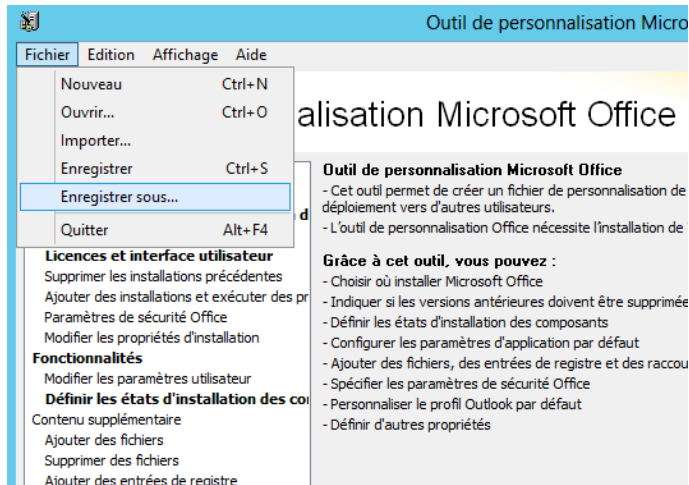 Outil de personnalisation Micro
Fichier Edition Affichage Aide
Nouveau Ctrl+N
Ouvrir... Ctrl+O
Importer...
Enregistrer Ctrl+S
Enregistrer sous...
Quitter Alt+F4
alisation Microsoft Office
d
Licences et interface utilisateur
Supprimer les installations précédentes
Ajouter des installations et exécuter des pr
Paramètres de sécurité Office
Modifier les propriétés d'installation
Fonctionnalités
Modifier les paramètres utilisateur
Définir les états d'installation des co
Contenu supplémentaire
Ajouter des fichiers
Supprimer des fichiers
Ajouter des entrées de registre
Outil de personnalisation Microsoft Office
- Cet outil permet de créer un fichier de personnalisation de
déploiement vers d'autres utilisateurs.
- L'outil de personnalisation Office nécessite l'installation de
Grâce à cet outil, vous pouvez :
- Choisir où installer Microsoft Office
- Indiquer si les versions antérieures doivent être supprimée
- Définir les états d'installation des composants
- Configurer les paramètres d'application par défaut
- Ajouter des fichiers, des entrées de registre et des raccou
- Spécifier les paramètres de sécurité Office
- Personnaliser le profil Outlook par défaut
- Définir d'autres propriétés